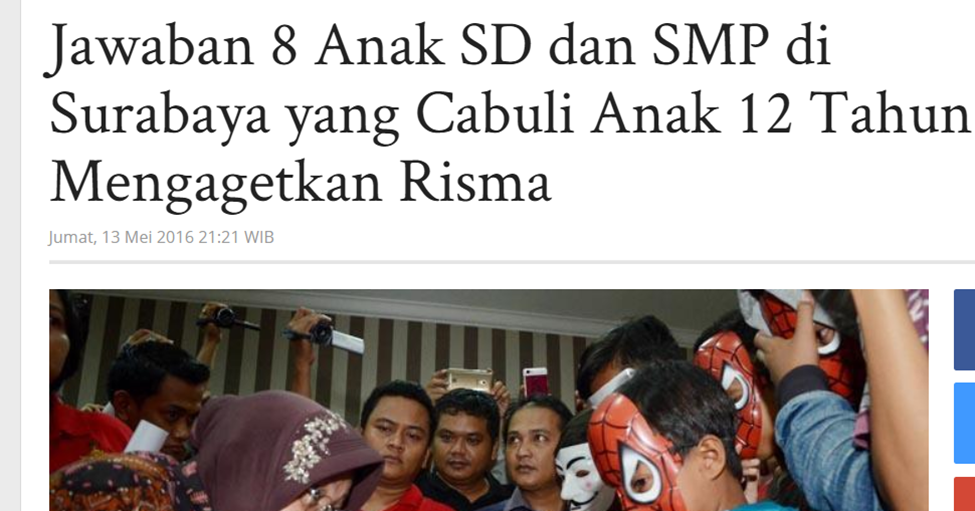 Jawaban 8 Anak SD dan SMP di
Surabaya yang Cabuli Anak 12 Tahun
Mengagetkan Risma
Jumat, 13 Mei 2016 21:21 WIB